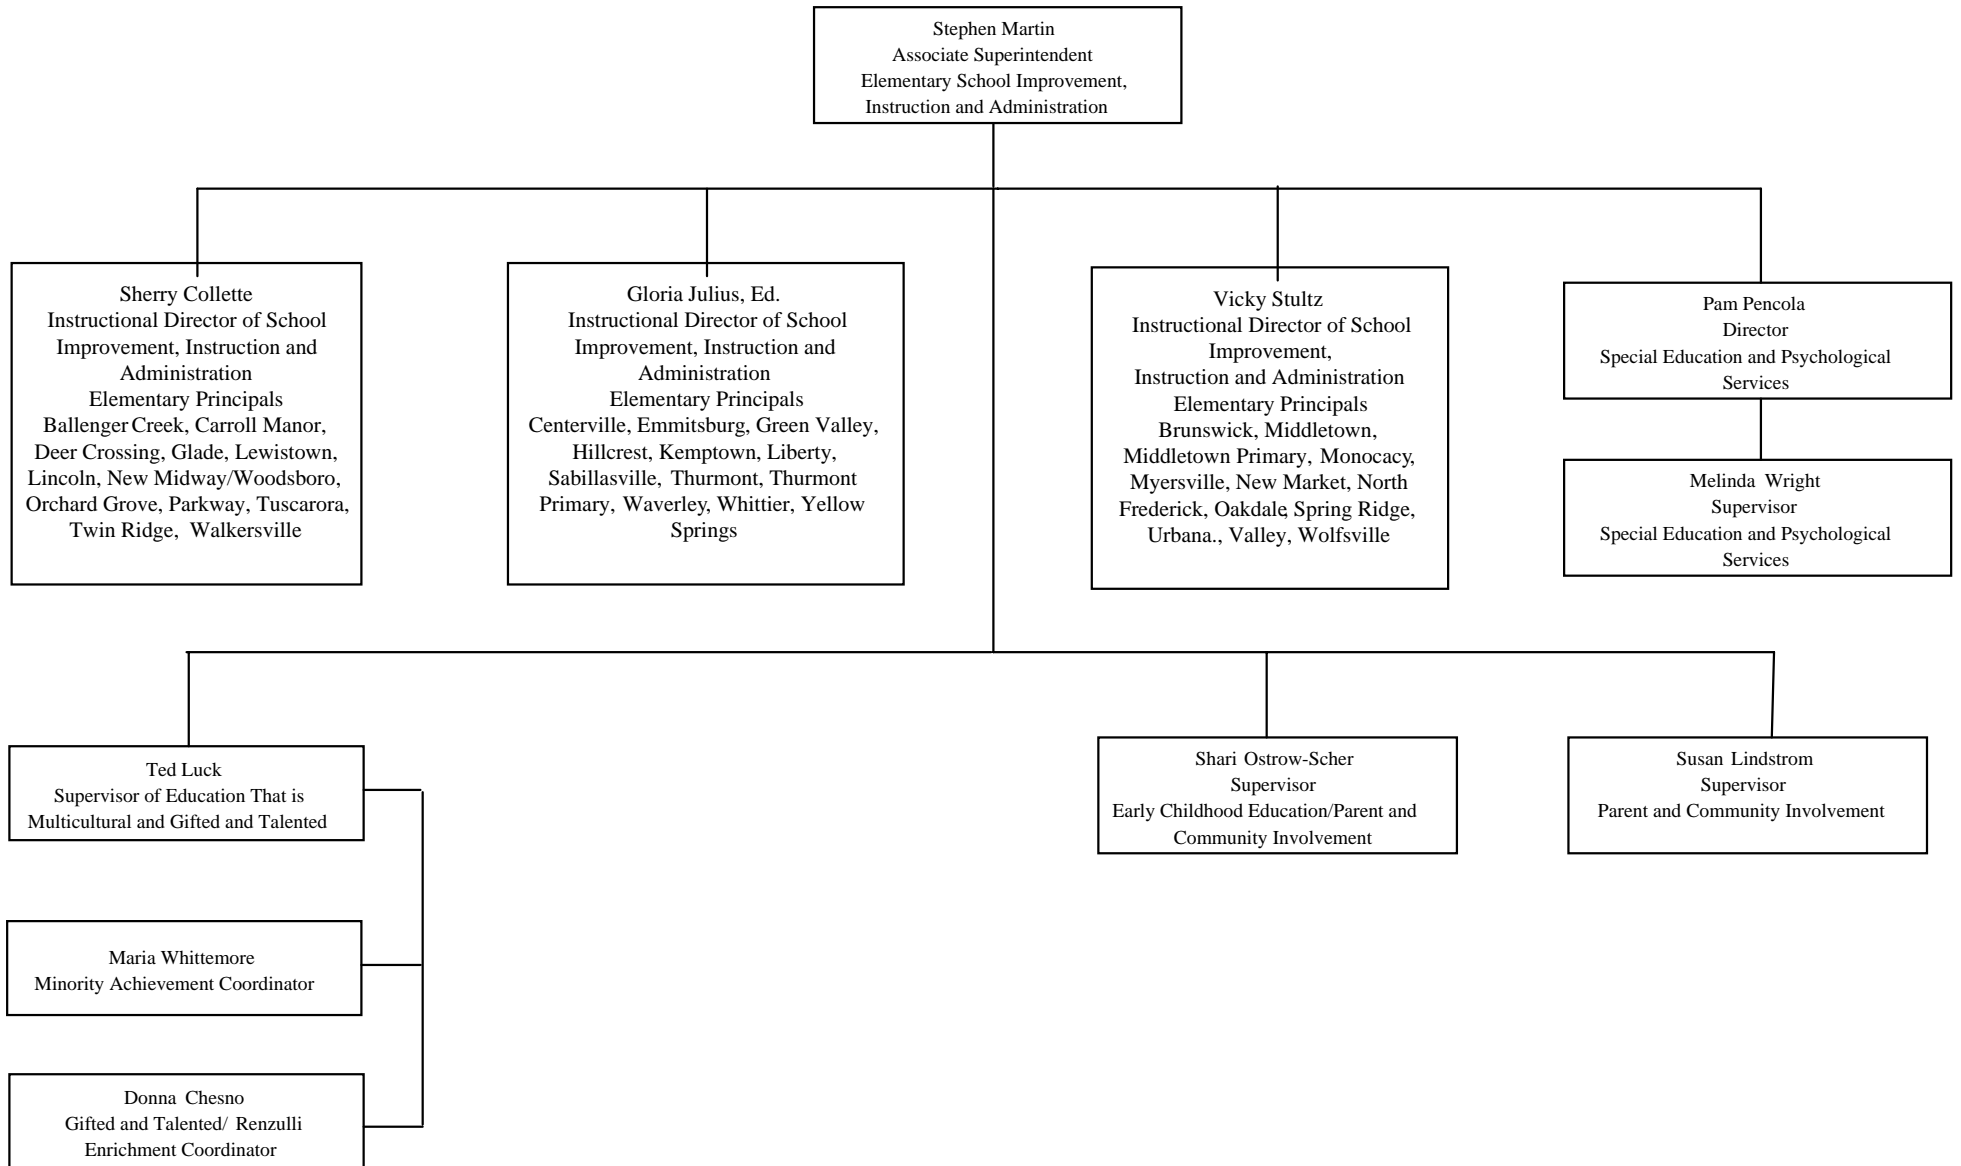 Stephen Martin
Associate Superintendent
Elementary School Improvement,
Instruction and Administration
Sherry Collette
Instructional Director of School
Improvement, Instruction and
Administration
Elementary Principals
Ballenger Creek, Carroll Manor,
Deer Crossing, Glade, Lewistown,
Lincoln, New Midway/Woodsboro,
Orchard Grove, Parkway, Tuscarora,
Twin Ridge, Walkersville
Gloria Julius, Ed.
Instructional Director of School
Improvement, Instruction and
Administration
Elementary Principals
Centerville, Emmitsburg, Green Valley,
Hillcrest, Kemptown, Liberty,
Sabillasville, Thurmont, Thurmont
Primary, Waverley, Whittier, Yellow
Springs
Vicky Stultz
Instructional Director of School
Improvement,
Instruction and Administration
Elementary Principals
Brunswick, Middletown,
Middletown Primary, Monocacy,
Myersville, New Market, North
Frederick, Oakdale, Spring Ridge,
Urbana., Valley, Wolfsville
Pam Pencola
Director
Special Education and Psychological
Services
Melinda Wright
Supervisor
Special Education and Psychological
Services
Ted Luck
Supervisor of Education That is
Multicultural and Gifted and Talented
Shari Ostrow-Scher
Supervisor
Early Childhood Education/Parent and
Community Involvement
Susan Lindstrom
Supervisor
Parent and Community Involvement
Maria Whittemore
Minority Achievement Coordinator
Donna Chesno
Gifted and Talented/ Renzulli
Enrichment Coordinator